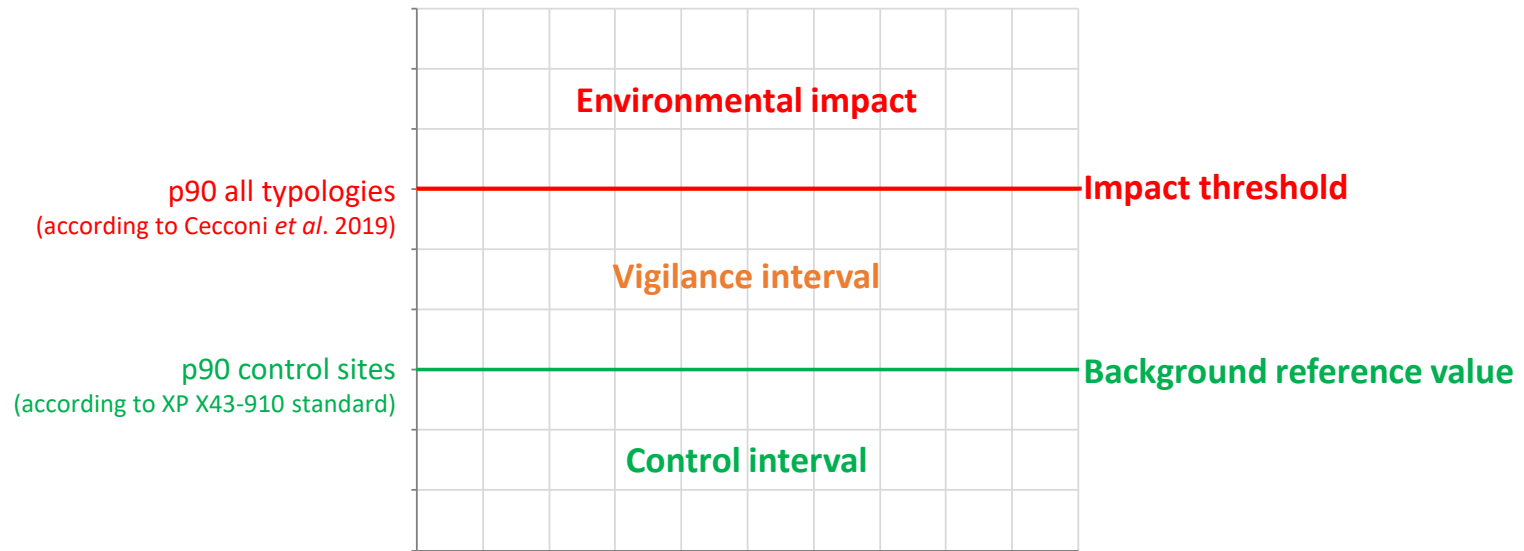 Environmental impact
p90 all typologies
(according to Cecconi et al. 2019)
Impact threshold
Vigilance interval
p90 control sites
(according to XP X43-910 standard)
Background reference value
Control interval